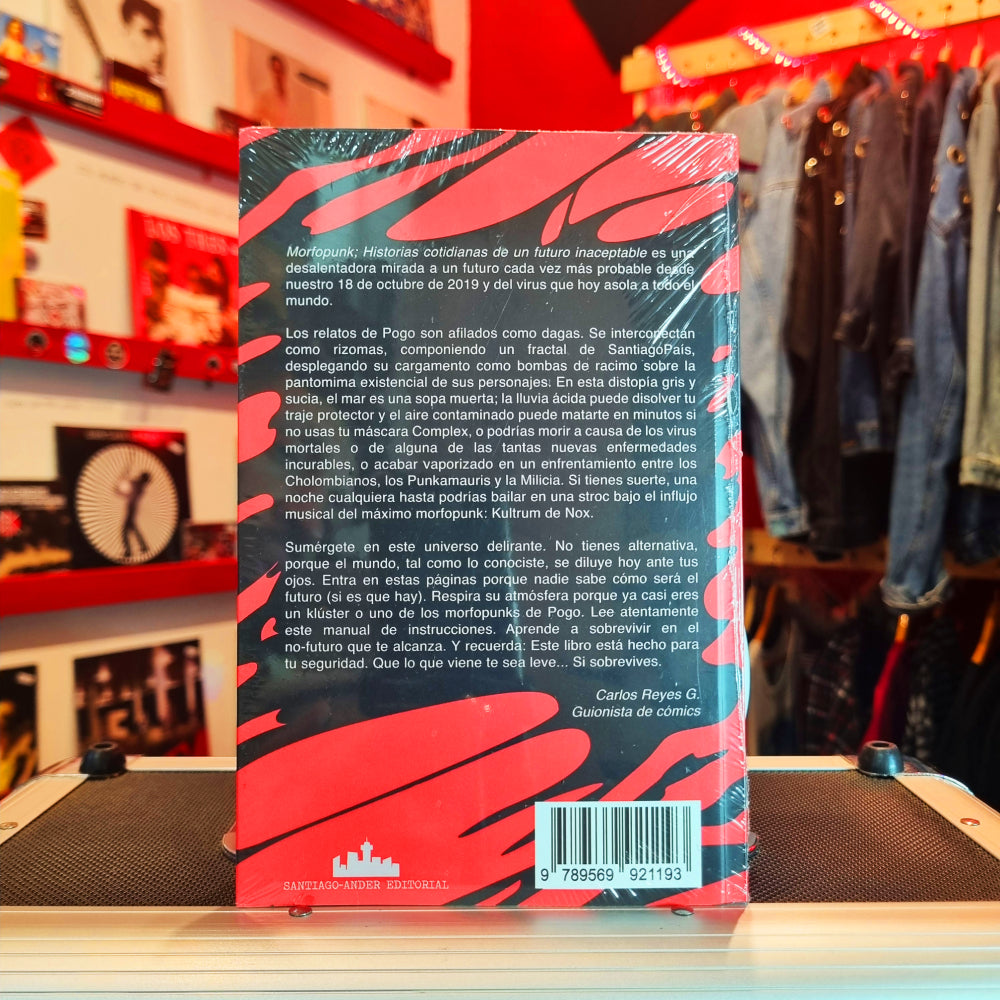 LOS TRES
Morfopunk; Historias cotidianas de un futuro inaceptable es una
desalentadora mirada a un futuro cada vez más probable desde
nuestro 18 de octubre de 2019 y del virus que hoy asola a todo el
mundo.
Los relatos de Pogo son afilados como dagas. Se interconectan
como rizomas, componiendo un fractal de SantiagoPaís,
desplegando su cargamento como bombas de racimo sobre la
pantomima existencial de sus personajes: En esta distopía gris y
sucia, el mar es una sopa muerta; la lluvia ácida puede disolver tu
traje protector y el aire contaminado puede matarte en minutos si
no usas tu máscara Complex, o podrías morir a causa de los virus
mortales o de alguna de las tantas nuevas enfermedades
incurables, o acabar vaporizado en un enfrentamiento entre los
Cholombianos, los Punkamauris y la Milicia. Si tienes suerte, una
noche cualquiera hasta podrías bailar en una stroc bajo el influjo
musical del máximo morfopunk: Kultrum de Nox.
Sumérgete en este universo delirante. No tienes alternativa,
porque el mundo, tal como lo conociste, se diluye hoy ante tus
ojos. Entra en estas páginas porque nadie sabe cómo será el
futuro (si es que hay). Respira su atmósfera porque ya casi eres
un klúster o uno de los morfopunks de Pogo. Lee atentamente
este manual de instrucciones. Aprende a sobrevivir en el
no-futuro que te alcanza. Y recuerda: Este libro está hecho para
tu seguridad. Que lo que viene te sea leve... Si sobrevives.
Carlos Reyes G.
Guionista de cómics
SANTIAGO-ANDER EDITORIAL
9 789569 921193